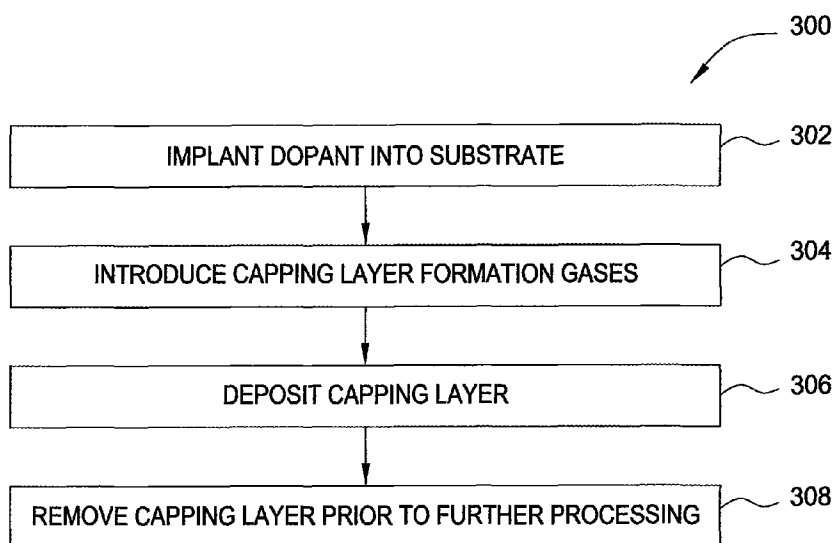 300
IMPLANT DOPANT INTO SUBSTRATE
302
INTRODUCE CAPPING LAYER FORMATION GASES
304
DEPOSIT CAPPING LAYER
306
REMOVE CAPPING LAYER PRIOR TO FURTHER PROCESSING
308